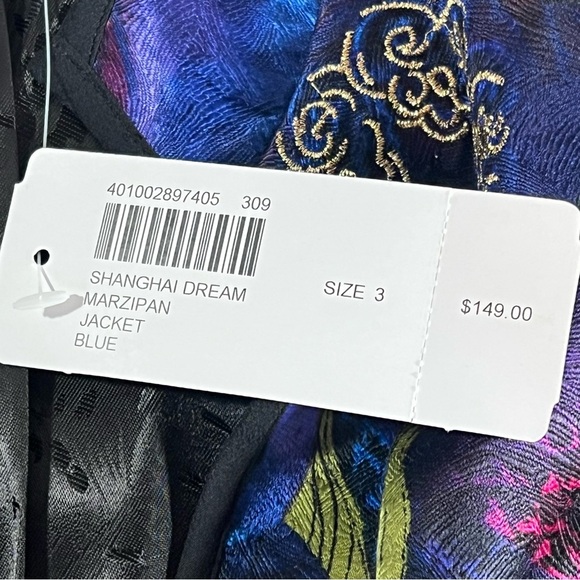 401002897405 309
SHANGHAI DREAM
MARZIPAN
JACKET
BLUE
SIZE 3
$149.00